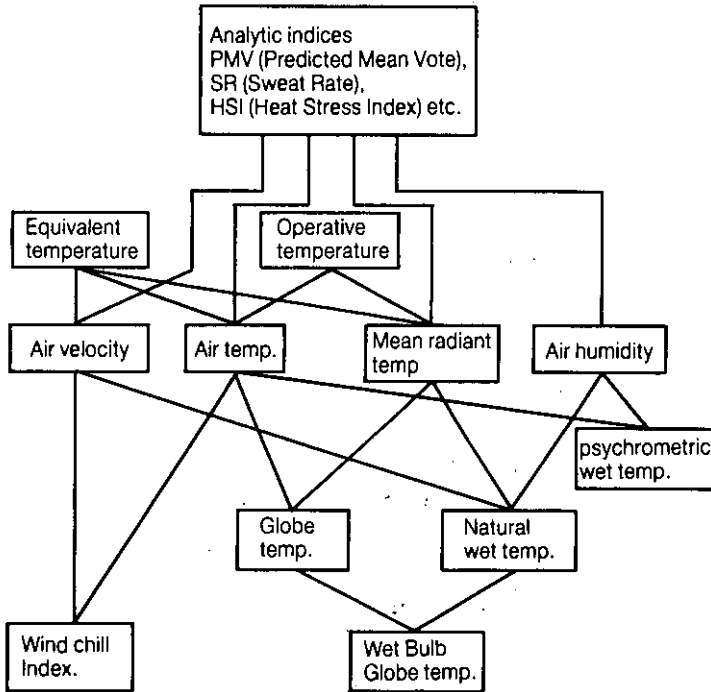 Analytic indices
PMV (Predicted Mean Vote),
SR (Sweat Rate),
HSI (Heat Stress Index) etc.
Equivalent
temperature
Operative
temperature
Air velocity
Air temp.
Mean radiant
temp
Air humidity
psychrometric
wet temp.
Globe
temp.
Natural
wet temp.
Wind chill
Index.
Wet Bulb
Globe temp.